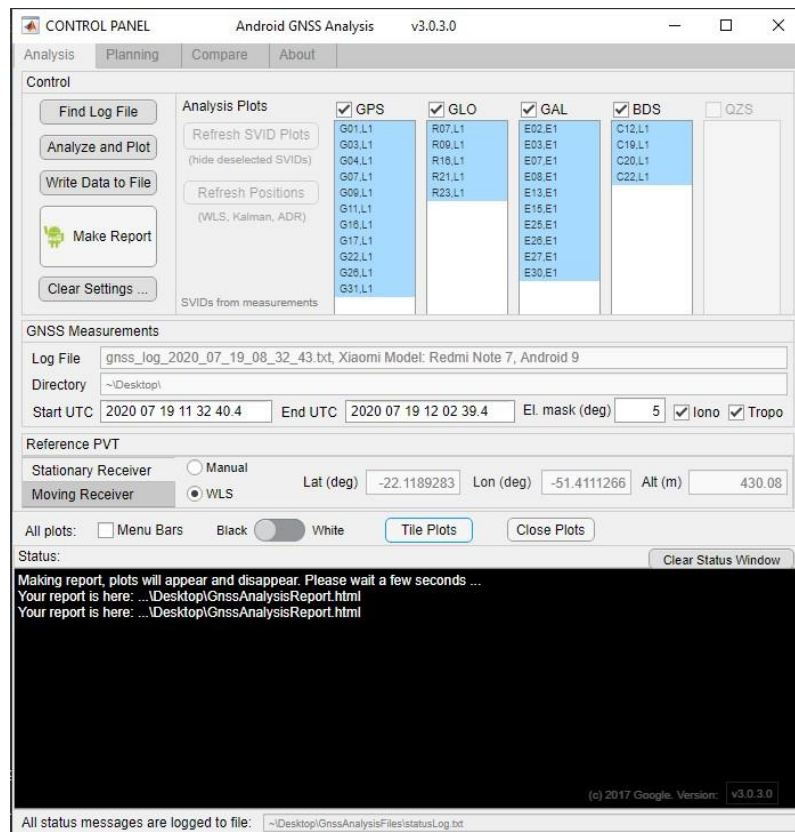 CONTROL PANEL Android GNSS Analysis v3.0.3.0
Analysis Planning Compare About
Control
Find Log File
Analyze and Plot
Write Data to File
Make Report
Clear Settings ...
Analysis Plots
Refresh SVID Plots
(hide deselected SVIDs)
Refresh Positions
(WLS, Kalman, ADR)
SVIDs from measurements
GPS
G01,L1
G03,L1
G04,L1
G07,L1
G09,L1
G11,L1
G16,L1
G17,L1
G22,L1
G26,L1
G31,L1
GLO
R07,L1
R09,L1
R16,L1
R21,L1
R23,L1
GAL
E02,E1
E03,E1
E07,E1
E08,E1
E13,E1
E15,E1
E25,E1
E26,E1
E27,E1
E30,E1
BDS
C12,L1
C19,L1
C20,L1
C22,L1
QZS
GNSS Measurements
Log File gnss_log_2020_07_19_08_32_43.txt, Xiaomi Model: Redmi Note 7, Android 9
Directory ~\Desktop\
Start UTC 2020 07 19 11 32 40.4 End UTC 2020 07 19 12 02 39.4 El. mask (deg) 5 Iono Tropo
Reference PVT
Stationary Receiver
Moving Receiver
Manual
WLS
Lat (deg) -22.1189283 Lon (deg) -51.4111266 Alt (m) 430.08
All plots: Menu Bars Black White Tile Plots Close Plots
Status: Clear Status Window
Making report, plots will appear and disappear. Please wait a few seconds ...
Your report is here: ...\Desktop\GnssAnalysisReport.html
Your report is here: ...\Desktop\GnssAnalysisReport.html
(c) 2017 Google. Version: v3.0.3.0
All status messages are logged to file: ~\Desktop\GnssAnalysisFiles\statusLog.txt